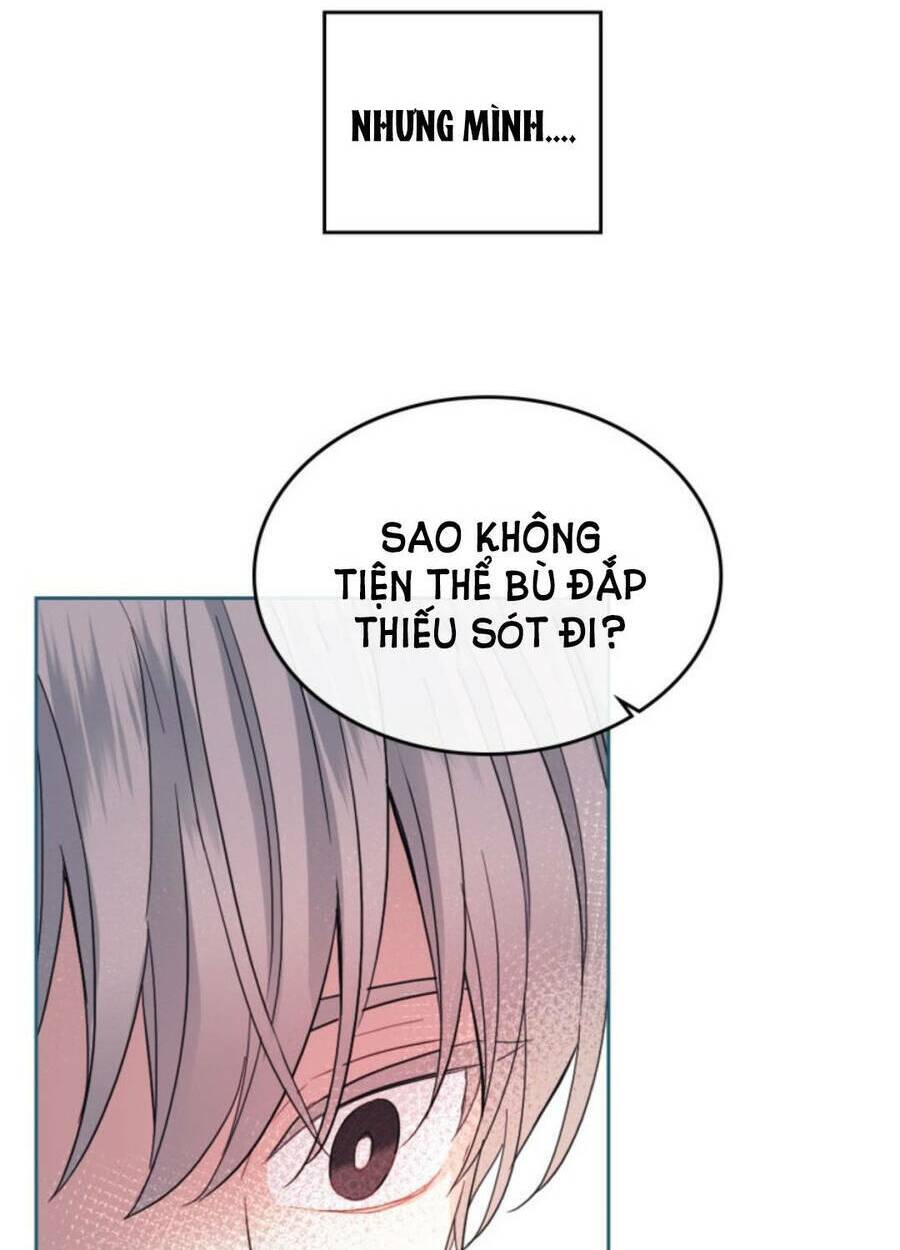 NHƯNG MÌNH....
SAO KHÔNG
TIỆN THỂ BÙ ĐẮP
THIẾU SÓT ĐI?